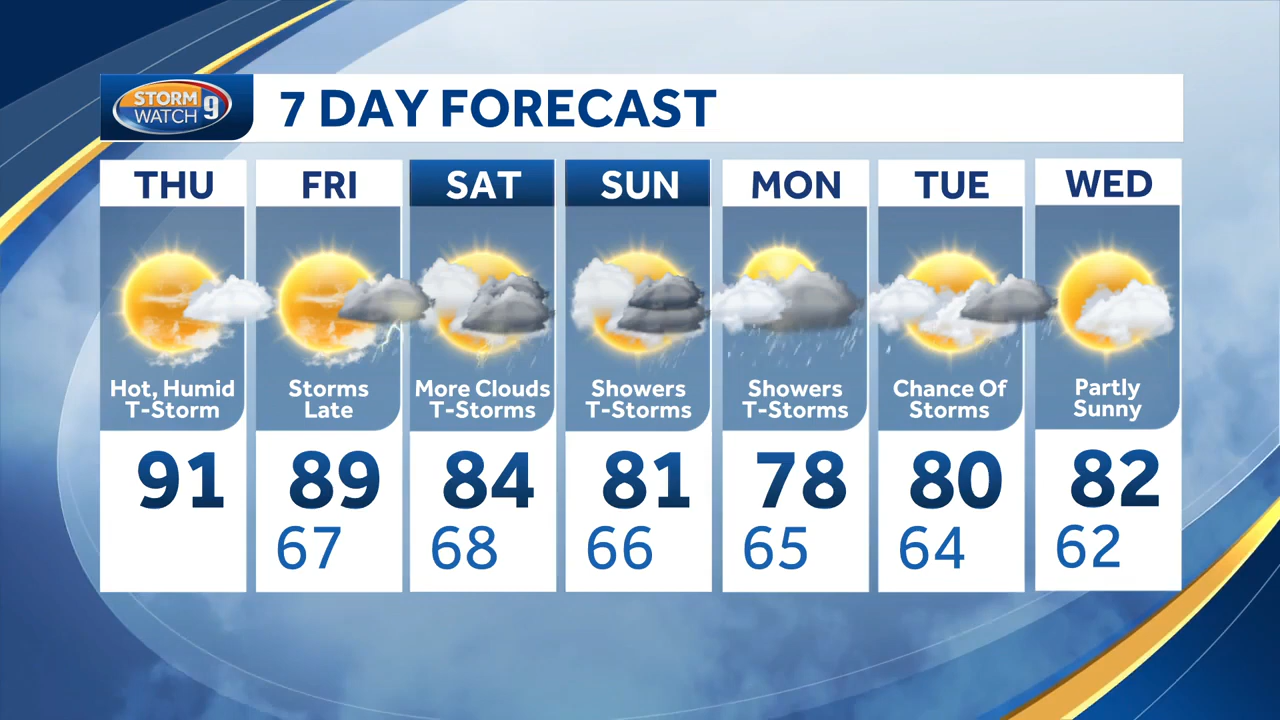 STORM
WATCH 9
7 DAY FORECAST
THU
FRI
SAT
SUN
MON
TUE
WED
Hot, Humid
T-Storm
Storms
Late
More Clouds
T-Storms
Showers
T-Storms
Showers
T-Storms
Chance Of
Storms
Partly
Sunny
91
89
84
81
78
80
82
67
68
66
65
64
62